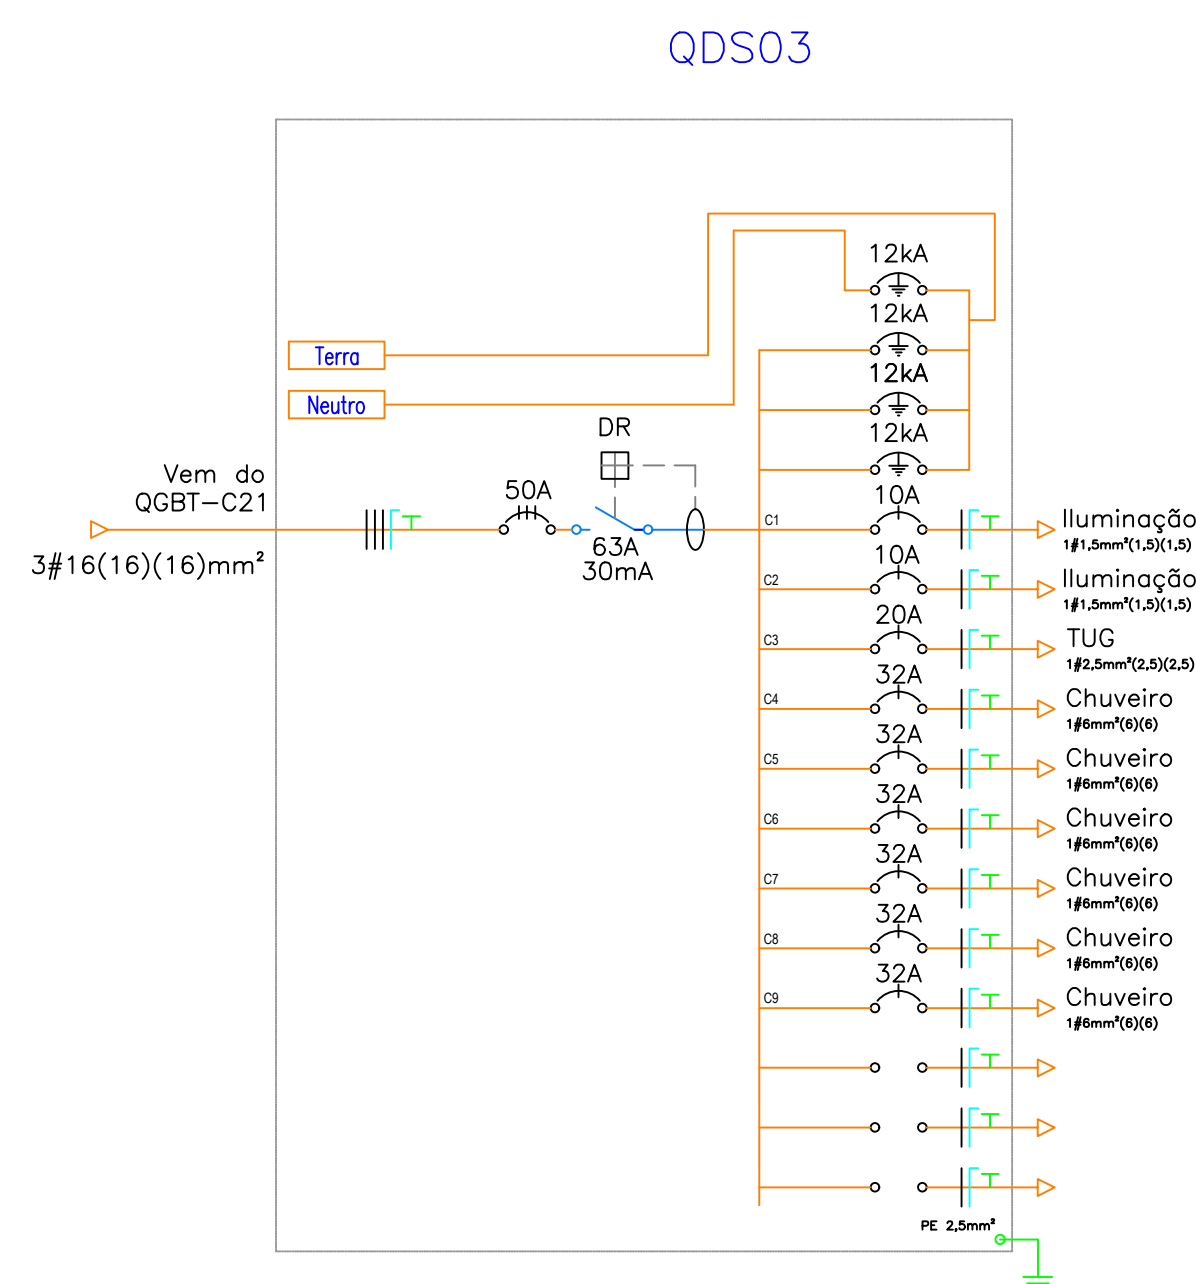 QDS03
12kA
12kA
Terra
12kA
Neutro
12kA
DR
Vem do
QGBT-C21
3#16(16)(16)mm²
50A
63A
30mA
C1
10A
Iluminação
1#1,5mm²(1,5)(1,5)
C2
10A
Iluminação
1#1,5mm²(1,5)(1,5)
C3
20A
TUG
1#2,5mm²(2,5)(2,5)
C4
32A
Chuveiro
1#6mm²(6)(6)
C5
32A
Chuveiro
1#6mm²(6)(6)
C6
32A
Chuveiro
1#6mm²(6)(6)
C7
32A
Chuveiro
1#6mm²(6)(6)
C8
32A
Chuveiro
1#6mm²(6)(6)
C9
32A
Chuveiro
1#6mm²(6)(6)
PE 2,5mm²